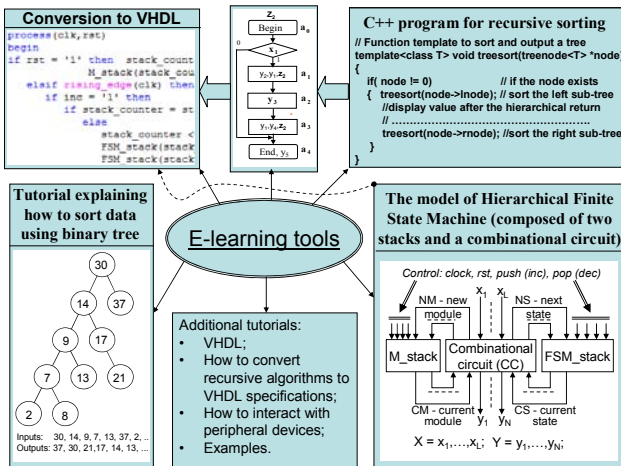 Conversion to VHDL
process(clk,rst)
begin
if rst = '1' then stack_count
M_stack(stack_cou
elsif rising_edge(clk) then
if inc = '1' then
if stack_counter = st
else
stack_counter <
FSM_stack(stack
FSM_stack(stack
z2
Begin
a0
0
x1
1
y2,y1,z2
a1
y3
a2
y1,y4,z2
a3
End, y5
a4
C++ program for recursive sorting
// Function template to sort and output a tree
template<class T> void treesort(treenode<T> *node)
{
if( node != 0) // if the node exists
{ treesort(node->lnode); // sort the left sub-tree
//display value after the hierarchical return
// ........................................
treesort(node->rnode); //sort the right sub-tree
}
}
Tutorial explaining
how to sort data
using binary tree
30
14
37
9
17
7
13
21
2
8
Inputs: 30, 14, 9, 7, 13, 37, 2, ..
Outputs: 37, 30, 21,17, 14, 13, ...
E-learning tools
Additional tutorials:
• VHDL;
• How to convert
recursive algorithms to
VHDL specifications;
• How to interact with
peripheral devices;
• Examples.
The model of Hierarchical Finite
State Machine (composed of two
stacks and a combinational circuit)
Control: clock, rst, push (inc), pop (dec)
NM - new
module
x1
xL
NS - next
state
M_stack
Combinational
circuit (CC)
FSM_stack
CM - current
module
y1
yN
CS - current
state
X = x1,...,xL; Y = y1,...,yN;